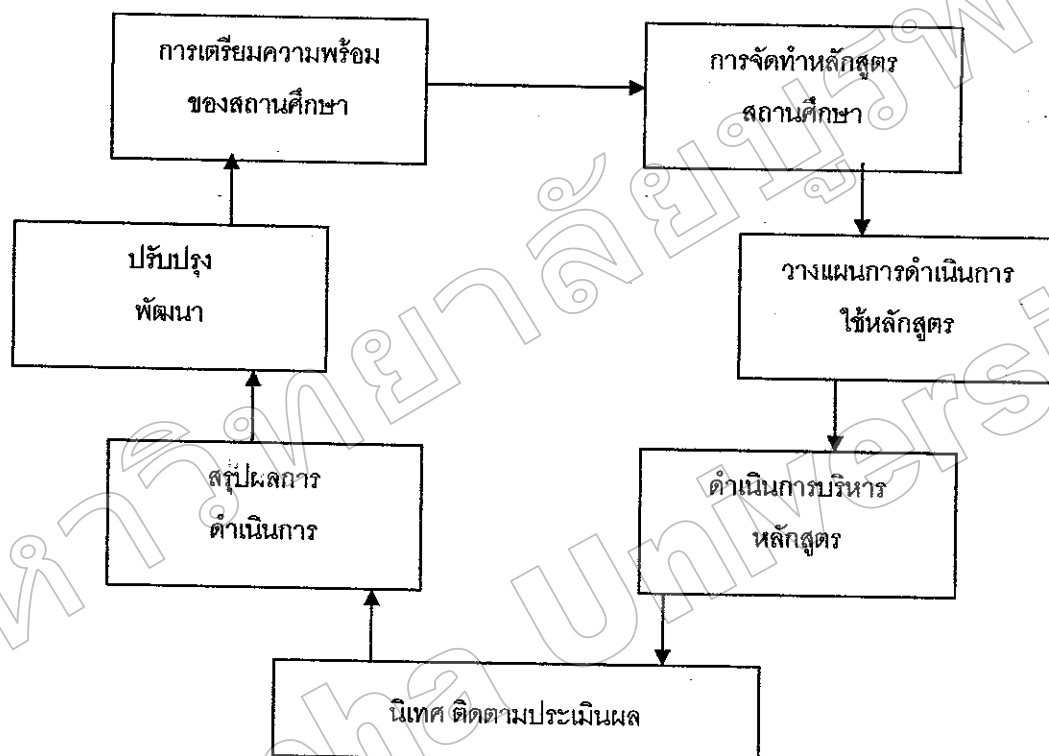 การเตรียมความพร้อม
ของสถานศึกษา
การจัดทำหลักสูตร
สถานศึกษา
วางแผนการดำเนินการ
ใช้หลักสูตร
ดำเนินการบริหาร
หลักสูตร
นิเทศ ติดตามประเมินผล
สรุปผลการ
ดำเนินการ
ปรับปรุง
พัฒนา